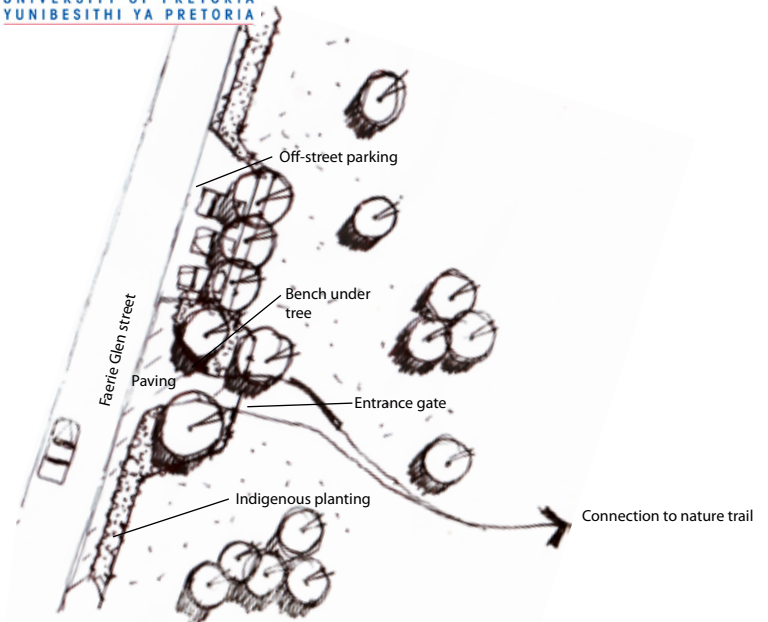 UNIVERSITY OF PRETORIA
YUNIBESITHI YA PRETORIA
Off-street parking
Bench under
tree
Faerie Glen street
Paving
Entrance gate
Indigenous planting
Connection to nature trail